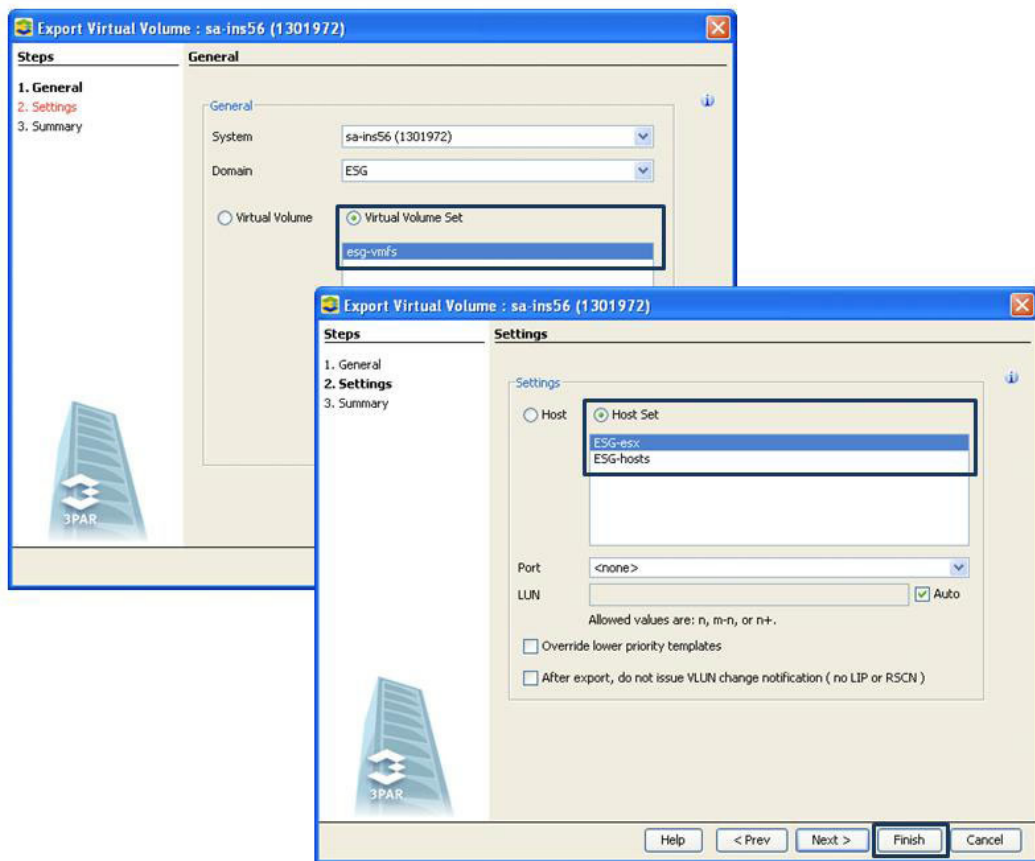 Export Virtual Volume : sa-ins56 (1301972)
Steps
General
1. General
2. Settings
3. Summary
General
System
sa-ins56 (1301972)
Domain
ESG
Virtual Volume
Virtual Volume Set
esg-vmfs
3PAR
Export Virtual Volume : sa-ins56 (1301972)
Steps
Settings
1. General
2. Settings
3. Summary
Settings
Host
Host Set
ESG-esx
ESG-hosts
Port
<none>
LUN
Auto
Allowed values are: n, m-n, or n+.
Override lower priority templates
After export, do not issue VLUN change notification ( no LIP or RSCN )
3PAR
Help
< Prev
Next >
Finish
Cancel